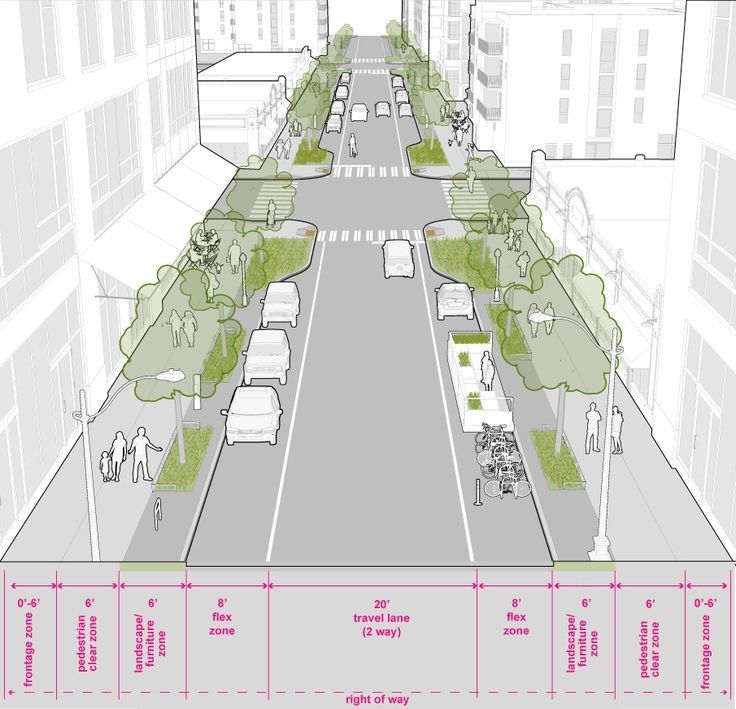 0'-6'
frontage zone
6'
pedestrian
clear zone
6'
landscape/
furniture
zone
8'
flex
zone
20'
travel lane
(2 way)
8'
flex
zone
6'
landscape/
furniture
zone
6'
pedestrian
clear zone
0'-6'
frontage zone
right of way